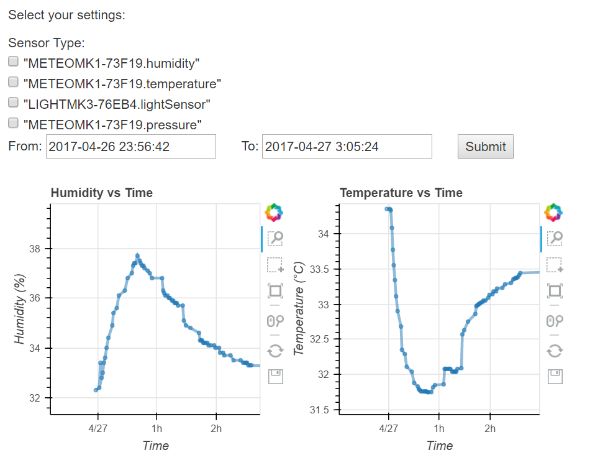 Select your settings:
Sensor Type:
"METEOMK1-73F19.humidity"
"METEOMK1-73F19.temperature"
"LIGHTMK3-76EB4.lightSensor"
"METEOMK1-73F19.pressure"
From: 2017-04-26 23:56:42 To: 2017-04-27 3:05:24 Submit
Humidity vs Time
38
36
34
32
Humidity (%)
4/27 1h 2h
Time
Temperature vs Time
34
33.5
33
32.5
32
31.5
Temperature (°C)
4/27 1h 2h
Time